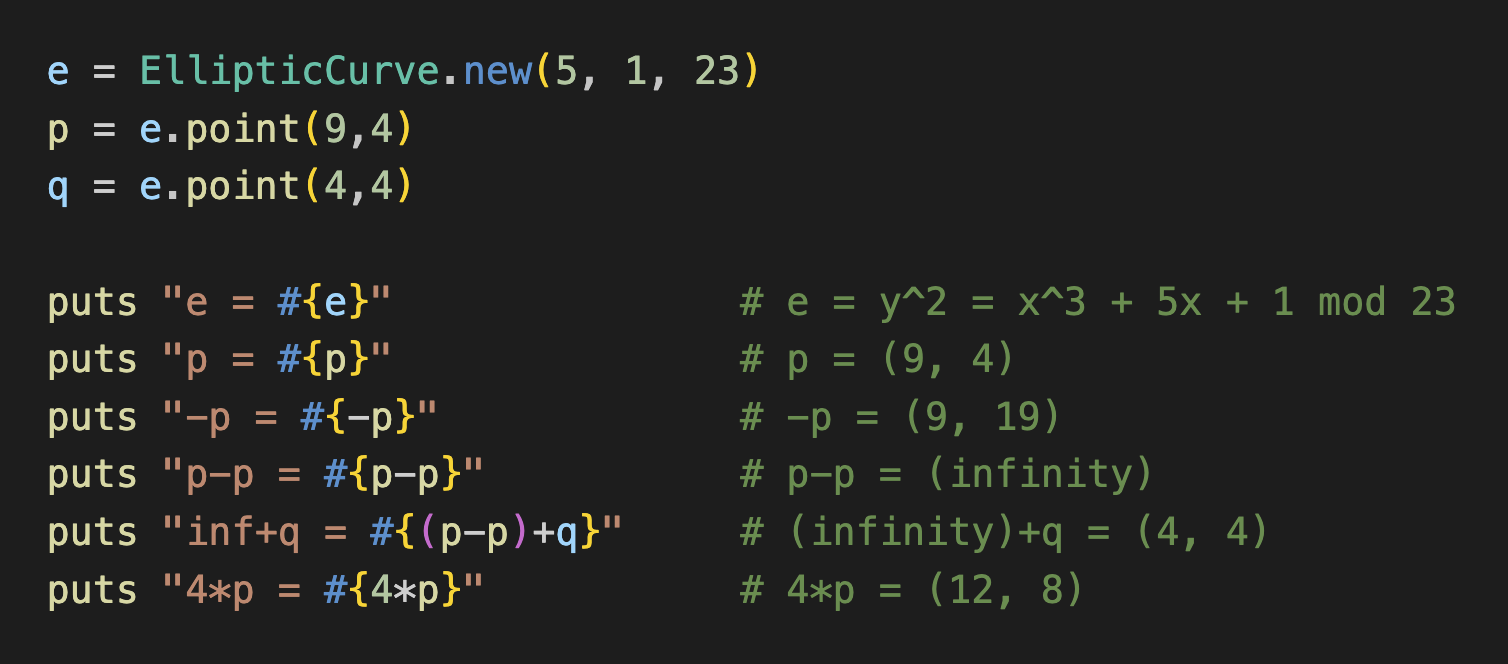 e = EllipticCurve.new(5, 1, 23)
p = e.point(9,4)
q = e.point(4,4)
puts "e = #{e}" # e = y^2 = x^3 + 5x + 1 mod 23
puts "p = #{p}" # p = (9, 4)
puts "-p = #{-p}" # -p = (9, 19)
puts "p-p = #{p-p}" # p-p = (infinity)
puts "inf+q = #{(p-p)+q}" # (infinity)+q = (4, 4)
puts "4*p = #{4*p}" # 4*p = (12, 8)